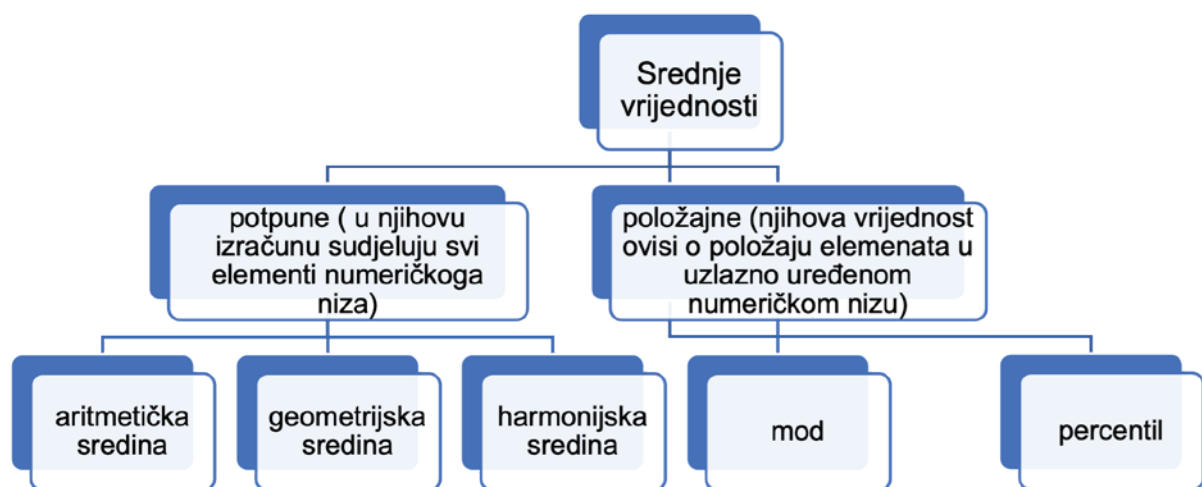 Srednje
vrijednosti
potpune ( u njihovu
izračunu sudjeluju svi
elementi numeričkoga
niza)
položajne (njihova vrijednost
ovisi o položaju elemenata u
uzlazno uređenom
numeričkom nizu)
aritmetička
sredina
geometrijska
sredina
harmonijska
sredina
mod
percentil